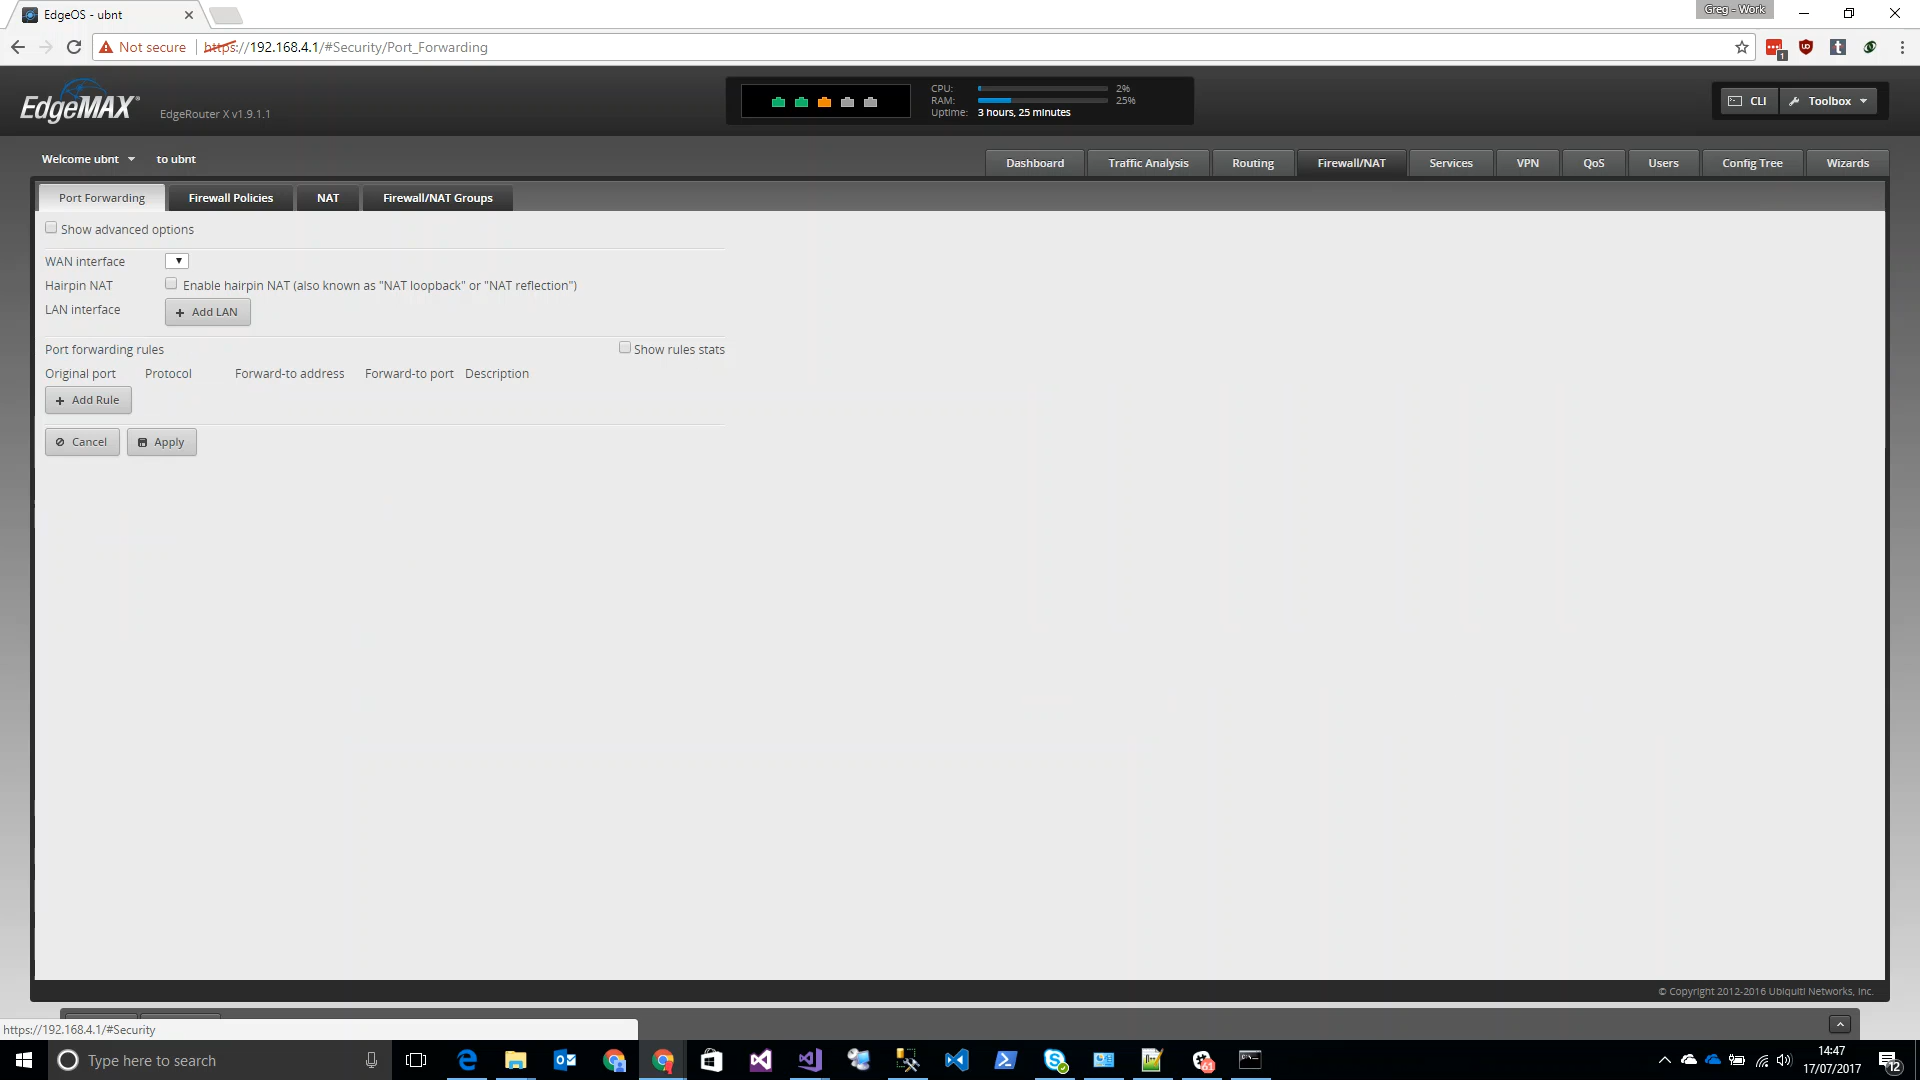 EdgeOS - ubnt
Greg - Work
Not secure https://192.168.4.1/#Security/Port_Forwarding
1
EdgeMAX
EdgeRouter X v1.9.1.1
CPU: 2%
RAM: 25%
Uptime: 3 hours, 25 minutes
CLI Toolbox
Welcome ubnt to ubnt
Dashboard Traffic Analysis Routing Firewall/NAT Services VPN QoS Users Config Tree Wizards
Port Forwarding Firewall Policies NAT Firewall/NAT Groups
Show advanced options
WAN interface
Hairpin NAT Enable hairpin NAT (also known as "NAT loopback" or "NAT reflection")
LAN interface + Add LAN
Port forwarding rules Show rules stats
Original port Protocol Forward-to address Forward-to port Description
+ Add Rule
Cancel Apply
© Copyright 2012-2016 Ubiquiti Networks, Inc.
https://192.168.4.1/#Security
Type here to search
61
14:47
17/07/2017
12